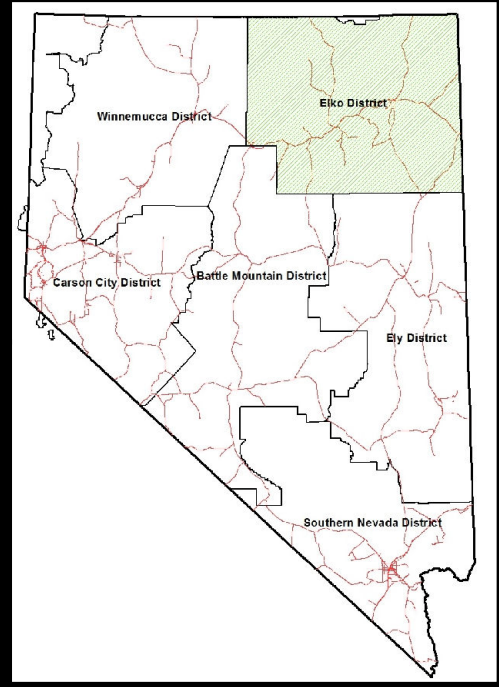 Elko District
Winnemucca District
Battle Mountain District
Carson City District
Ely District
Southern Nevada District